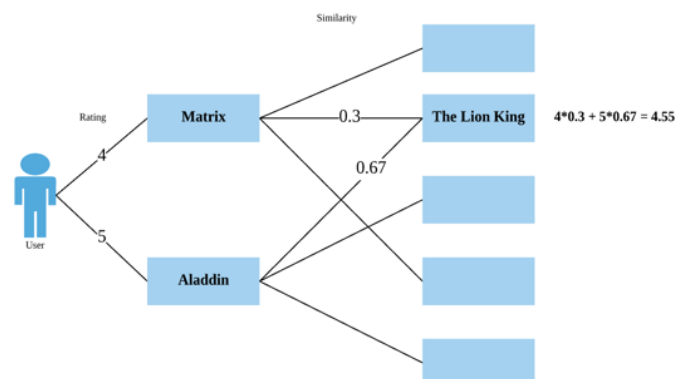 Similarity
Rating
Matrix
0.3
The Lion King
4*0.3 + 5*0.67 = 4.55
4
0.67
5
User
Aladdin